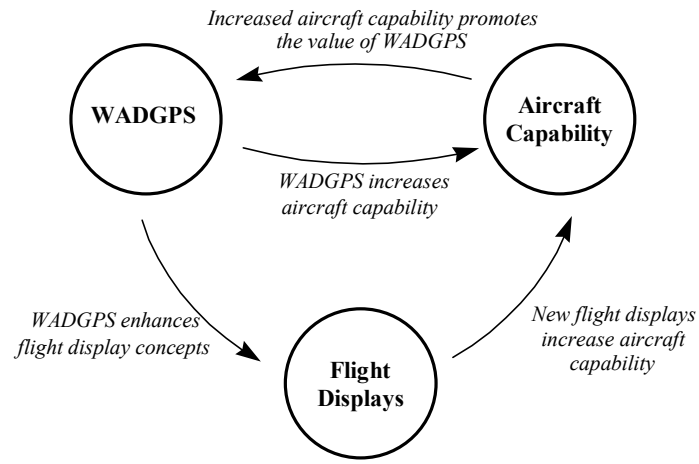 Increased aircraft capability promotes
the value of WADGPS
WADGPS
Aircraft
Capability
WADGPS increases
aircraft capability
WADGPS enhances
flight display concepts
New flight displays
increase aircraft
capability
Flight
Displays